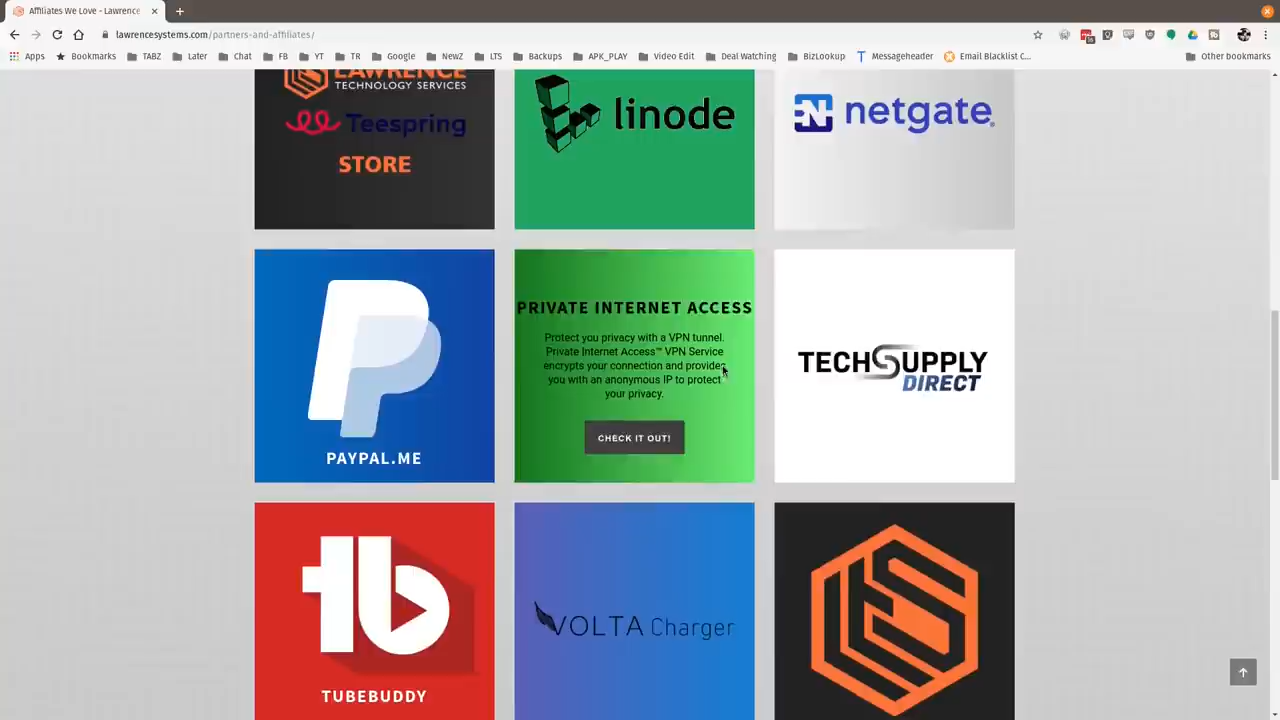 Affiliates We Love - Lawrence
lawrencesystems.com/partners-and-affiliates/
Apps
Bookmarks
TABZ
Later
Chat
FB
YT
TR
Google
NewZ
LTS
Backups
APK_PLAY
Video Edit
Deal Watching
BizLookup
Messageheader
Email Blacklist C...
Other bookmarks
LAWRENCE
TECHNOLOGY SERVICES
Teespring
STORE
linode
netgate
PAYPAL.ME
PRIVATE INTERNET ACCESS
Protect you privacy with a VPN tunnel.
Private Internet Access™ VPN Service
encrypts your connection and provides
you with an anonymous IP to protect
your privacy.
CHECK IT OUT!
TECHSUPPLY
DIRECT
tb
TUBEBUDDY
VOLTA Charger